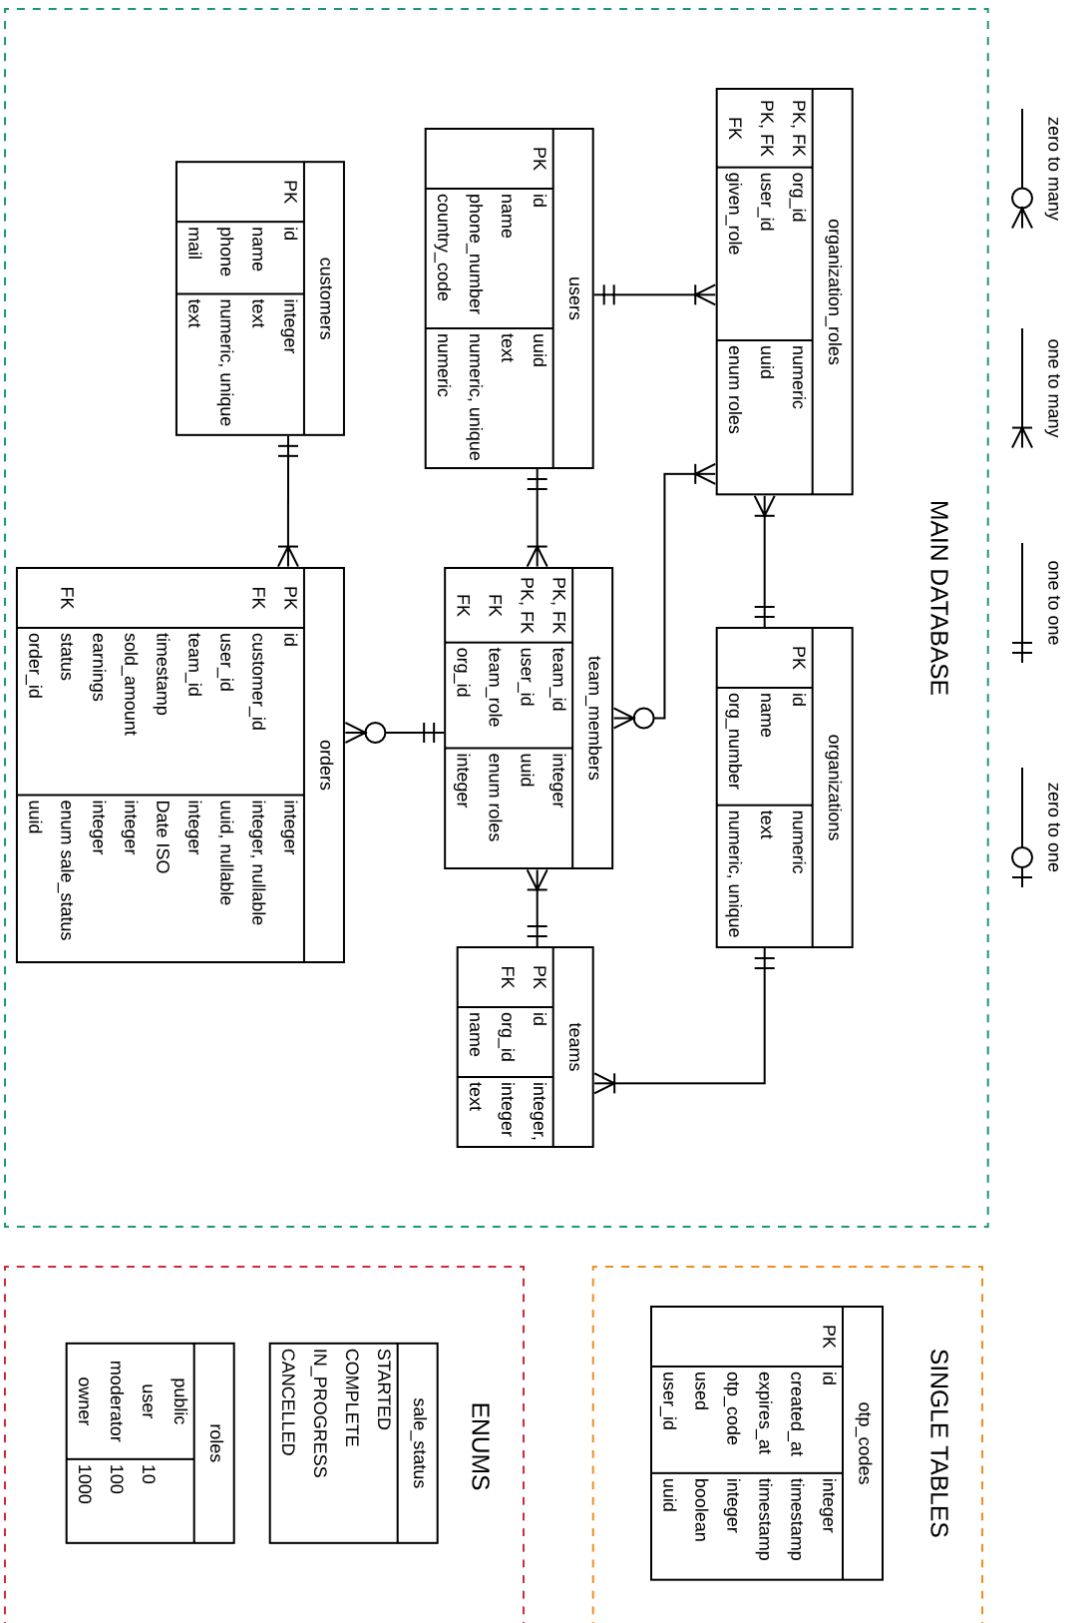 zero to many
one to many
one to one
zero to one
MAIN DATABASE
organization_roles
PK, FK org_id numeric
PK, FK user_id uuid
FK given_role enum roles
organizations
PK id numeric
name text
org_number numeric, unique
users
PK id uuid
name text
phone_number numeric, unique
country_code numeric
team_members
PK, FK team_id integer
PK, FK user_id uuid
FK team_role enum roles
FK org_id integer
teams
PK id integer,
FK org_id integer
name text
customers
PK id integer
name text
phone numeric, unique
mail text
orders
PK id integer
FK customer_id integer, nullable
user_id uuid, nullable
team_id integer
timestamp Date ISO
sold_amount integer
earnings integer
FK status enum sale_status
order_id uuid
SINGLE TABLES
otp_codes
PK id integer
created_at timestamp
expires_at timestamp
otp_code integer
used boolean
user_id uuid
ENUMS
sale_status
STARTED
COMPLETE
IN_PROGRESS
CANCELLED
roles
public
user 10
moderator 100
owner 1000